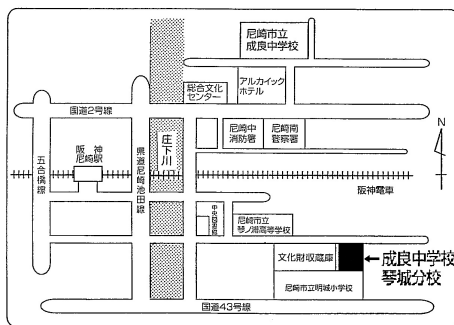 尼崎市立
成良中学校
総合文化
センター
アルカイック
ホテル
国道2号線
N
五合橋線
阪神
尼崎駅
県道尼崎池田線
庄下川
尼崎中
消防署
尼崎南
警察署
阪神電車
中央図書館
尼崎市立
琴ノ浦高等学校
文化財収蔵庫
←成良中学校
琴城分校
尼崎市立明城小学校
国道43号線